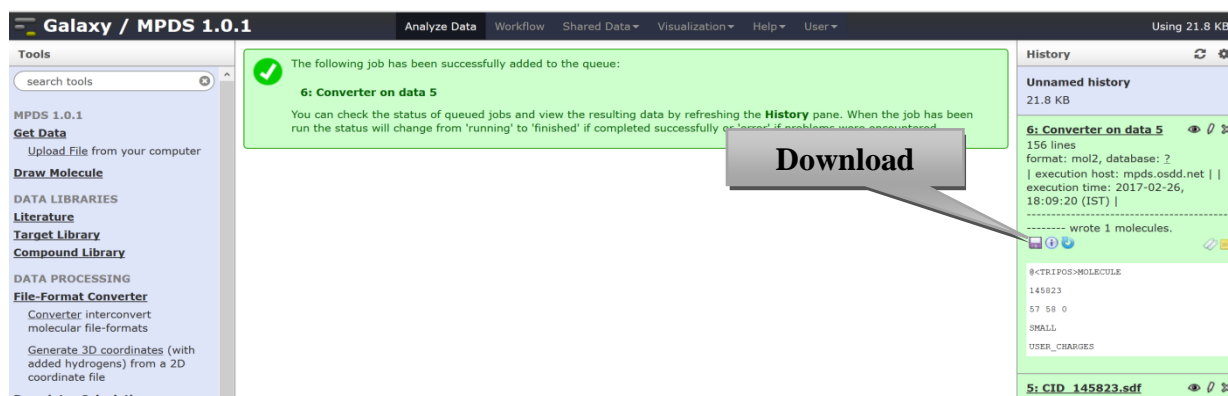 Galaxy / MPDS 1.0.1
Analyze Data Workflow Shared Data Visualization Help User
Using 21.8 KB
Tools
search tools
MPDS 1.0.1
Get Data
Upload File from your computer
Draw Molecule
DATA LIBRARIES
Literature
Target Library
Compound Library
DATA PROCESSING
File-Format Converter
Converter interconvert
molecular file-formats
Generate 3D coordinates (with
added hydrogens) from a 2D
coordinate file
The following job has been successfully added to the queue:
6: Converter on data 5
You can check the status of queued jobs and view the resulting data by refreshing the History pane. When the job has been
run the status will change from 'running' to 'finished' if completed successfully or 'error' if problems were encountered.
Download
History
Unnamed history
21.8 KB
6: Converter on data 5
156 lines
format: mol2, database: ?
| execution host: mpds.osdd.net | |
execution time: 2017-02-26,
18:09:20 (IST) |
----------------------------------------
-------- wrote 1 molecules.
@<TRIPOS>MOLECULE
145823
57 58 0
SMALL
USER_CHARGES
5: CID_145823.sdf